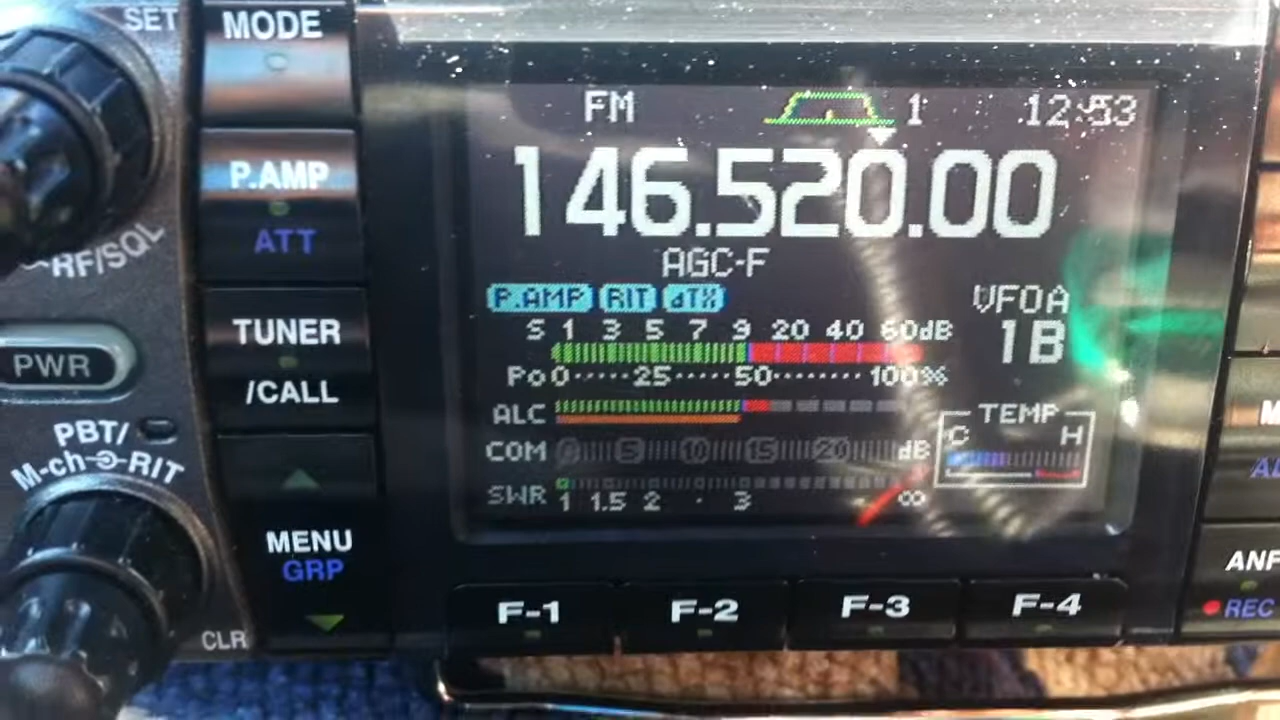 SET
MODE
P.AMP
ATT
RF/SQL
TUNER
/CALL
PWR
PBT/
M-ch RIT
MENU
GRP
CLR
FM 1 12:53
146.520.00
AGC-F
P.AMP RIT dTX VFOA
S 1 3 5 7 9 20 40 60dB 1B
Po 0 25 50 100%
ALC TEMP
C H
COM 0 5 10 15 20 dB
SWR 1 1.5 2 · 3 ∞
F-1 F-2 F-3 F-4
ANF
REC